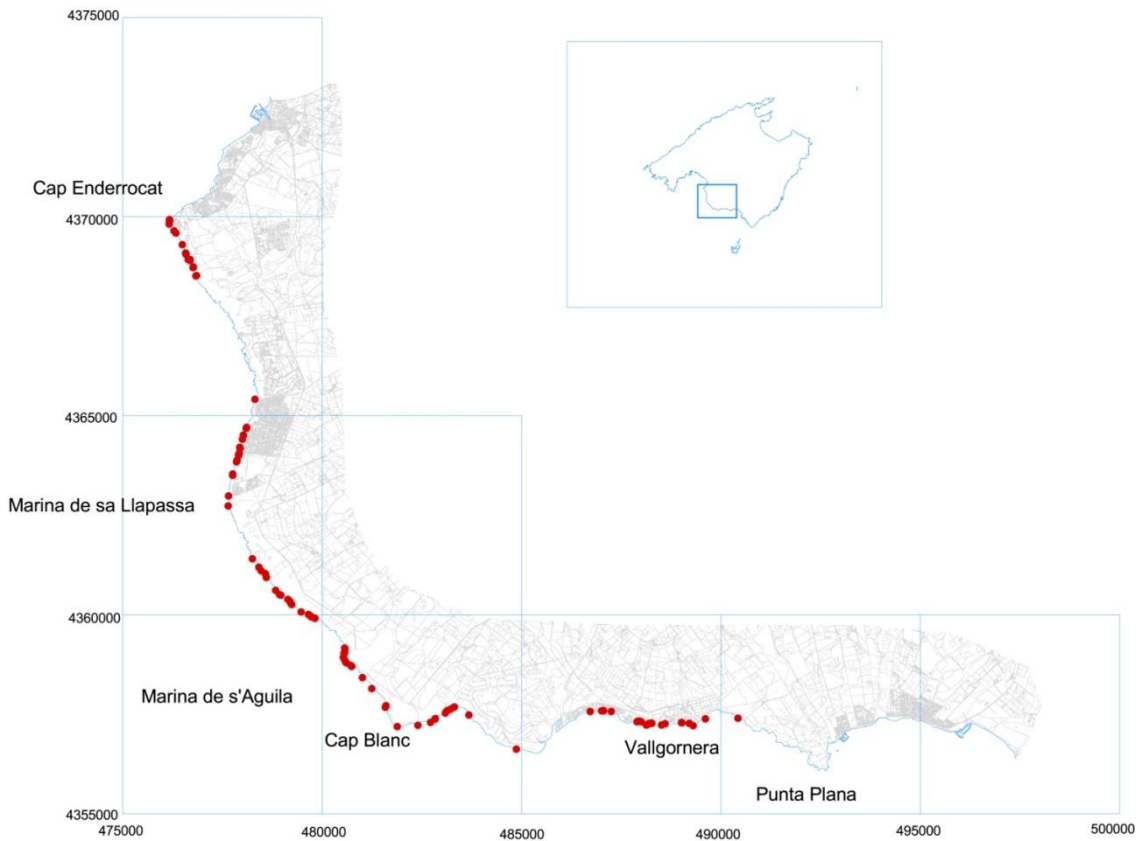 4375000
Cap Enderrocat
4370000
4365000
Marina de sa Llapassa
4360000
Marina de s'Aguila
Cap Blanc
Vallgornera
Punta Plana
4355000
475000
480000
485000
490000
495000
500000